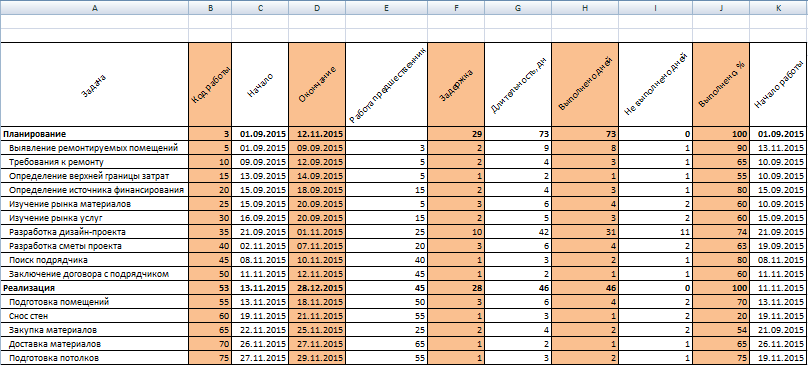 A B C D E F G H I J K
Задача Код работы Начало Окончание Работа предшественник Задержка Длительность, дн Выполнено дней Не выполнено дней Выполнено, % Начало работы
Планирование 3 01.09.2015 12.11.2015 29 73 73 0 100 01.09.2015
Выявление ремонтируемых помещений 5 01.09.2015 09.09.2015 3 2 9 8 1 90 13.11.2015
Требования к ремонту 10 09.09.2015 12.09.2015 5 2 4 3 1 65 10.09.2015
Определение верхней границы затрат 15 13.09.2015 14.09.2015 5 1 2 1 1 55 10.09.2015
Определение источника финансирования 20 15.09.2015 18.09.2015 15 2 4 3 1 80 15.09.2015
Изучение рынка материалов 25 15.09.2015 20.09.2015 5 3 6 4 2 60 10.09.2015
Изучение рынка услуг 30 16.09.2015 20.09.2015 15 2 5 3 2 60 15.09.2015
Разработка дизайн-проекта 35 21.09.2015 01.11.2015 25 10 42 31 11 74 21.09.2015
Разработка сметы проекта 40 02.11.2015 07.11.2015 20 3 6 4 2 63 19.09.2015
Поиск подрядчика 45 08.11.2015 10.11.2015 40 1 3 2 1 80 08.11.2015
Заключение договора с подрядчиком 50 11.11.2015 12.11.2015 45 1 2 1 1 60 11.11.2015
Реализация 53 13.11.2015 28.12.2015 45 28 46 46 0 100 11.11.2015
Подготовка помещений 55 13.11.2015 18.11.2015 50 3 6 4 2 70 13.11.2015
Снос стен 60 19.11.2015 21.11.2015 55 1 3 1 1 20 19.11.2015
Закупка материалов 65 22.11.2015 25.11.2015 25 2 4 2 2 54 21.09.2015
Доставка материалов 70 26.11.2015 27.11.2015 65 1 2 1 1 65 26.11.2015
Подготовка потолков 75 27.11.2015 29.11.2015 55 1 3 2 1 75 19.11.2015